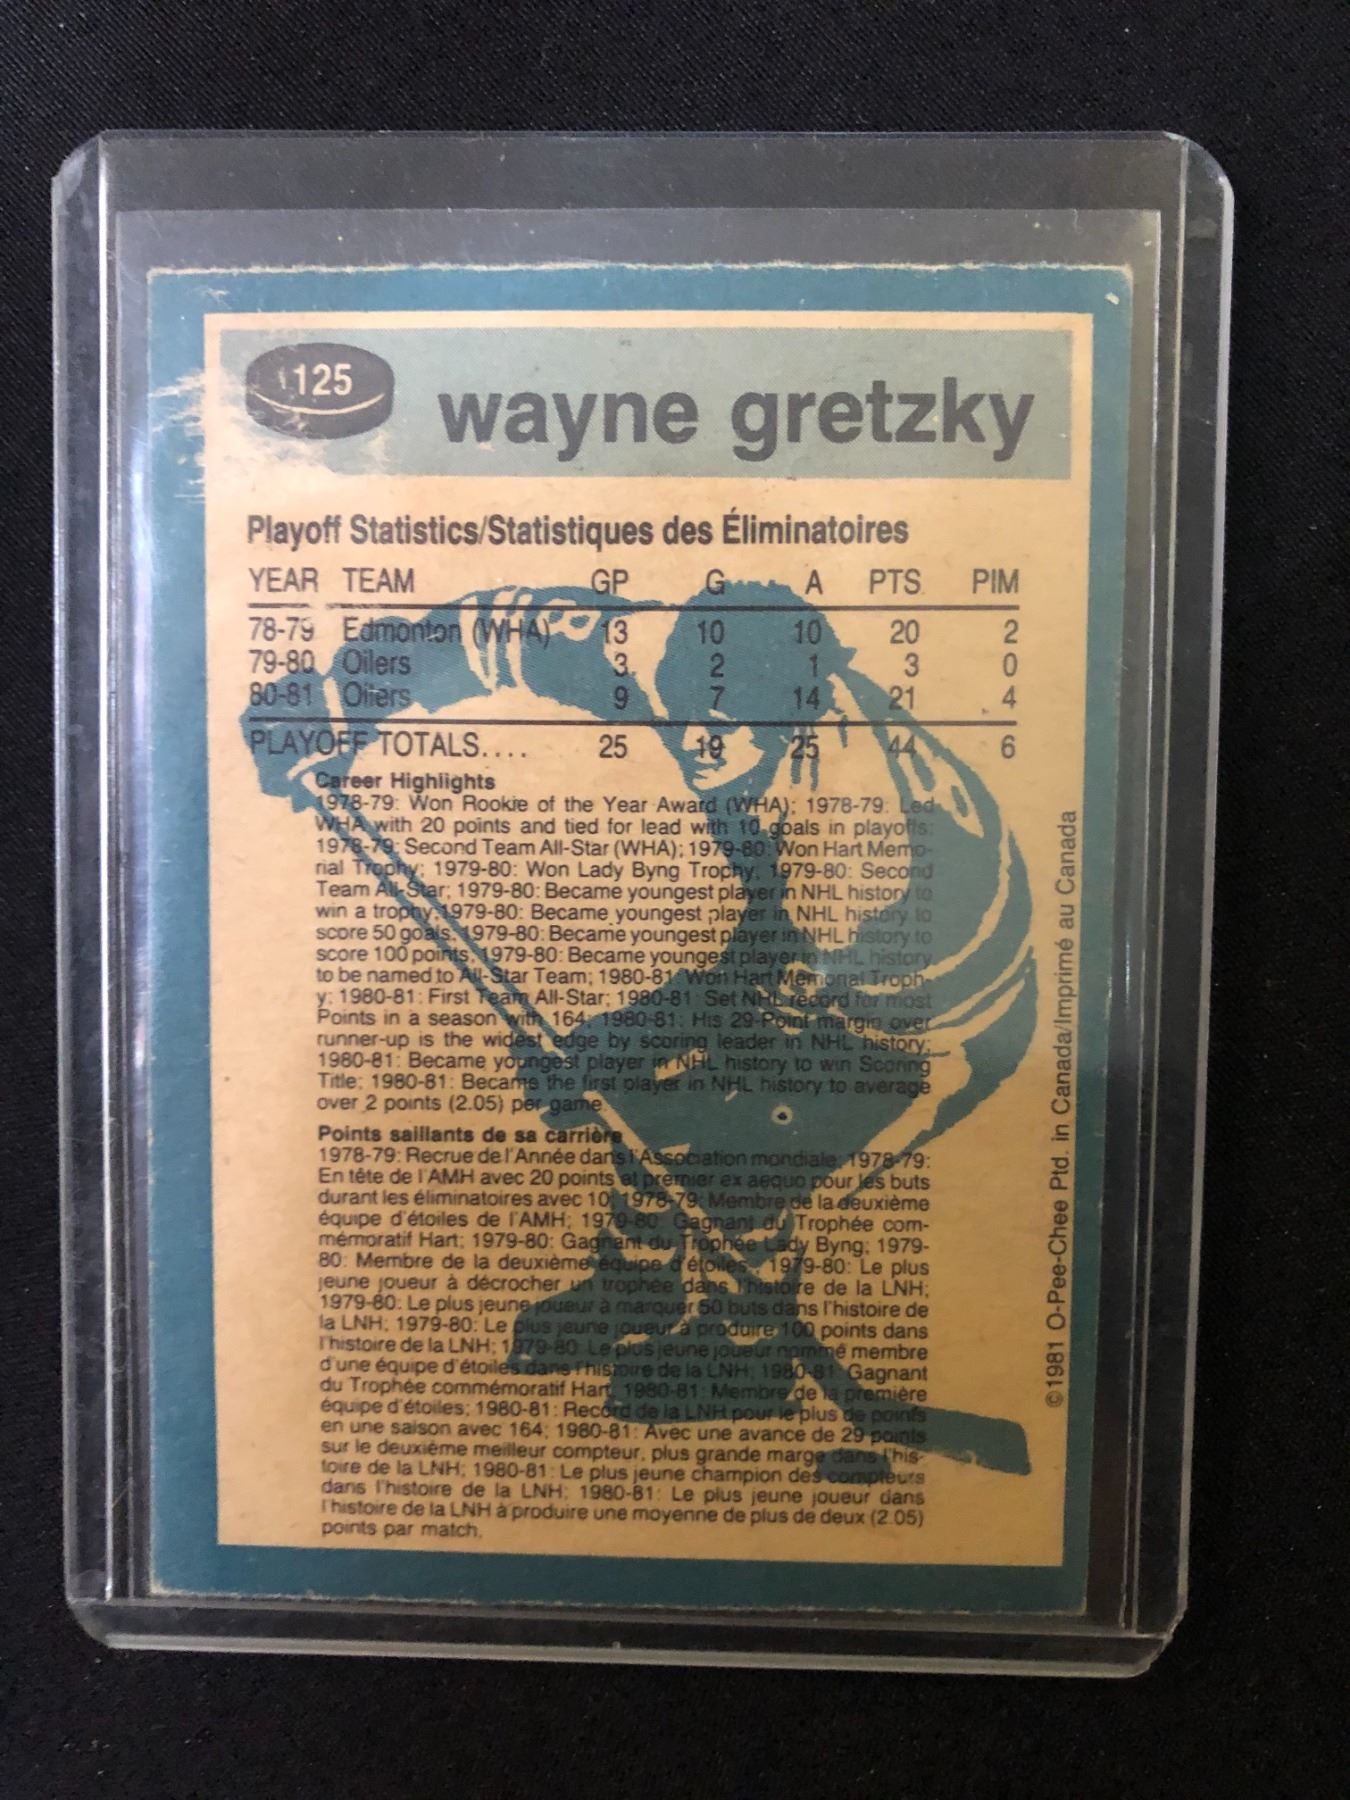 125
wayne gretzky
Playoff Statistics/Statistiques des Éliminatoires
YEAR TEAM GP G A PTS PIM
78-79 Edmonton (WHA) 13 10 10 20 2
79-80 Oilers 3 2 1 3 0
80-81 Oilers 9 7 14 21 4
PLAYOFF TOTALS.... 25 19 25 44 6
Career Highlights
1978-79: Won Rookie of the Year Award (WHA); 1978-79: Led
WHA with 20 points and tied for lead with 10 goals in playoffs;
1978-79: Second Team All-Star (WHA); 1979-80: Won Hart Memo-
rial Trophy; 1979-80: Won Lady Byng Trophy; 1979-80: Second
Team All-Star; 1979-80: Became youngest player in NHL history to
win a trophy; 1979-80: Became youngest player in NHL history to
score 50 goals; 1979-80: Became youngest player in NHL history to
score 100 points; 1979-80: Became youngest player in NHL history
to be named to All-Star Team; 1980-81: Won Hart Memorial Troph-
y; 1980-81: First Team All-Star; 1980-81: Set NHL record for most
Points in a season with 164; 1980-81: His 29-Point margin over
runner-up is the widest edge by scoring leader in NHL history;
1980-81: Became youngest player in NHL history to win Scoring
Title; 1980-81: Became the first player in NHL history to average
over 2 points (2.05) per game.
Points saillants de sa carrière
1978-79: Recrue de l'Année dans l'Association mondiale; 1978-79:
En tête de l'AMH avec 20 points et premier ex aequo pour les buts
durant les éliminatoires avec 10; 1978-79: Membre de la deuxième
équipe d'étoiles de l'AMH; 1979-80: Gagnant du Trophée com-
mémoratif Hart; 1979-80: Gagnant du Trophée Lady Byng; 1979-
80: Membre de la deuxième équipe d'étoiles; 1979-80: Le plus
jeune joueur à décrocher un trophée dans l'histoire de la LNH;
1979-80: Le plus jeune joueur à marquer 50 buts dans l'histoire de
la LNH; 1979-80: Le plus jeune joueur à produire 100 points dans
l'histoire de la LNH; 1979-80: Le plus jeune joueur nommé membre
d'une équipe d'étoiles dans l'histoire de la LNH; 1980-81: Gagnant
du Trophée commémoratif Hart; 1980-81: Membre de la première
équipe d'étoiles; 1980-81: Record de la LNH pour le plus de points
en une saison avec 164; 1980-81: Avec une avance de 29 points
sur le deuxième meilleur compteur, plus grande marge dans l'his-
toire de la LNH; 1980-81: Le plus jeune champion des compteurs
dans l'histoire de la LNH; 1980-81: Le plus jeune joueur dans
l'histoire de la LNH à produire une moyenne de plus de deux (2.05)
points par match.
©1981 O-Pee-Chee Ptd. in Canada/Imprimé au Canada